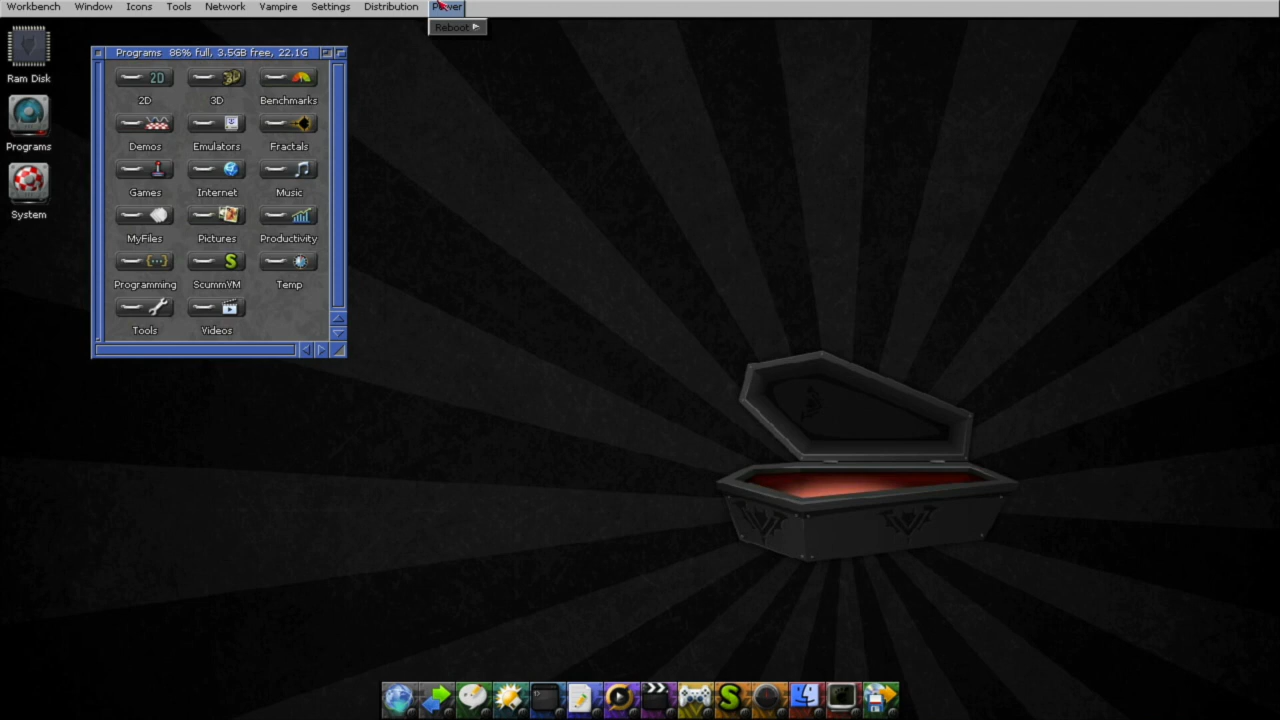 Workbench Window Icons Tools Network Vampire Settings Distribution Power
Reboot
Ram Disk
Programs
System
Programs 86% full, 3.5GB free, 22.1G
2D 3D Benchmarks
Demos Emulators Fractals
Games Internet Music
MyFiles Pictures Productivity
Programming ScummVM Temp
Tools Videos